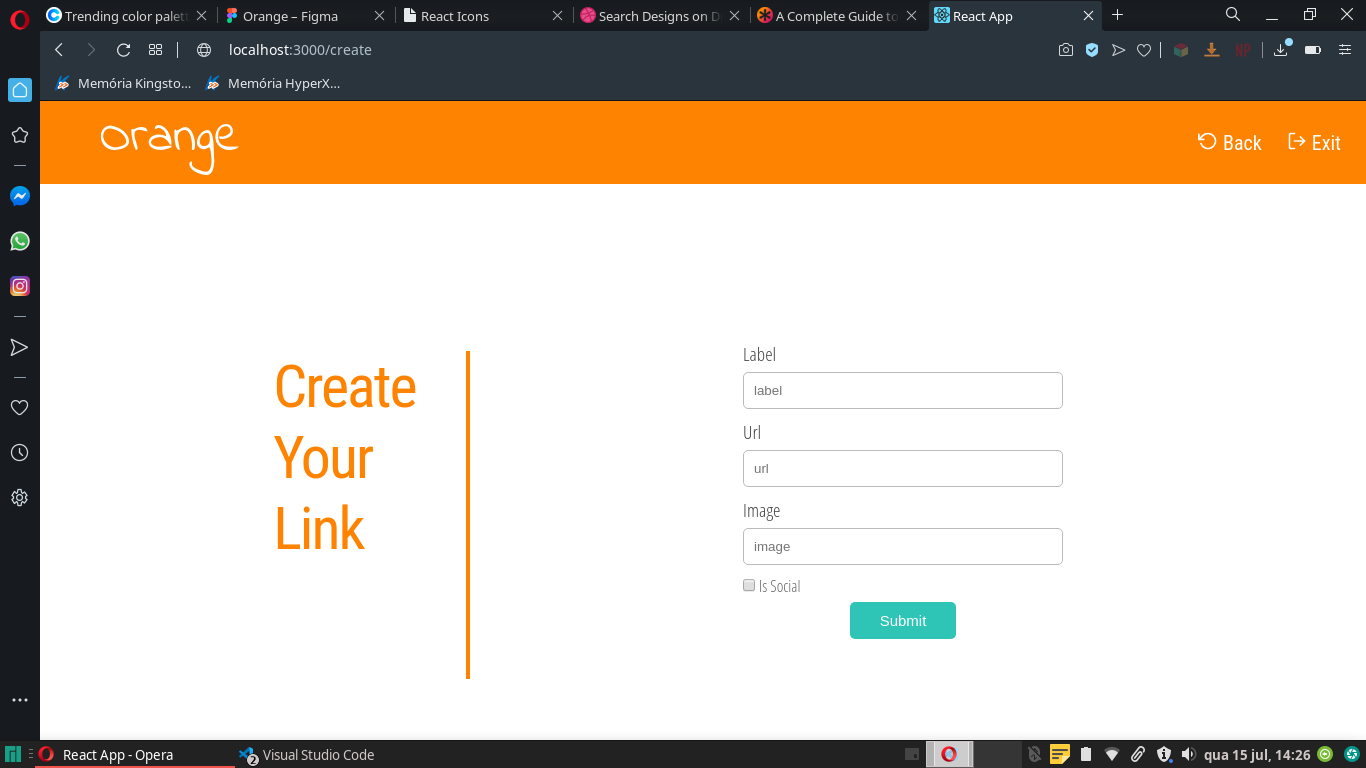 Trending color palett
Orange – Figma
React Icons
Search Designs on D
A Complete Guide to
React App
localhost:3000/create
NP
Memória Kingsto...
Memória HyperX...
orange
Back
Exit
Create
Your
Link
Label
label
Url
url
Image
image
Is Social
Submit
React App - Opera
2
Visual Studio Code
qua 15 jul, 14:26